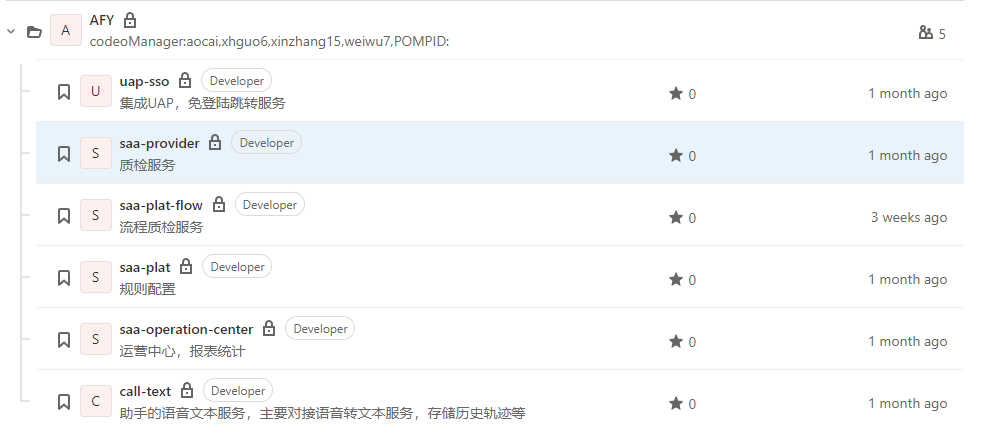 A AFY
codeoManager:aocai,xhguo6,xinzhang15,weiwu7,POMPID:
5
U uap-sso Developer
集成UAP，免登陆跳转服务
0 1 month ago
S saa-provider Developer
质检服务
0 1 month ago
S saa-plat-flow Developer
流程质检服务
0 3 weeks ago
S saa-plat Developer
规则配置
0 1 month ago
S saa-operation-center Developer
运营中心，报表统计
0 1 month ago
C call-text Developer
助手的语音文本服务，主要对接语音转文本服务，存储历史轨迹等
0 1 month ago